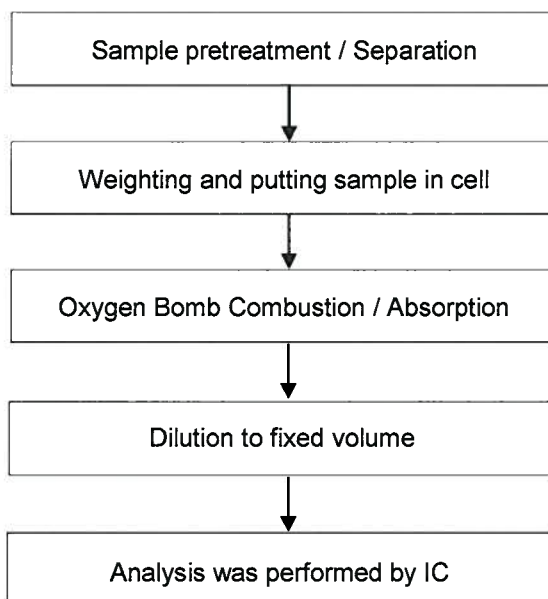 Sample pretreatment / Separation
Weighting and putting sample in cell
Oxygen Bomb Combustion / Absorption
Dilution to fixed volume
Analysis was performed by IC